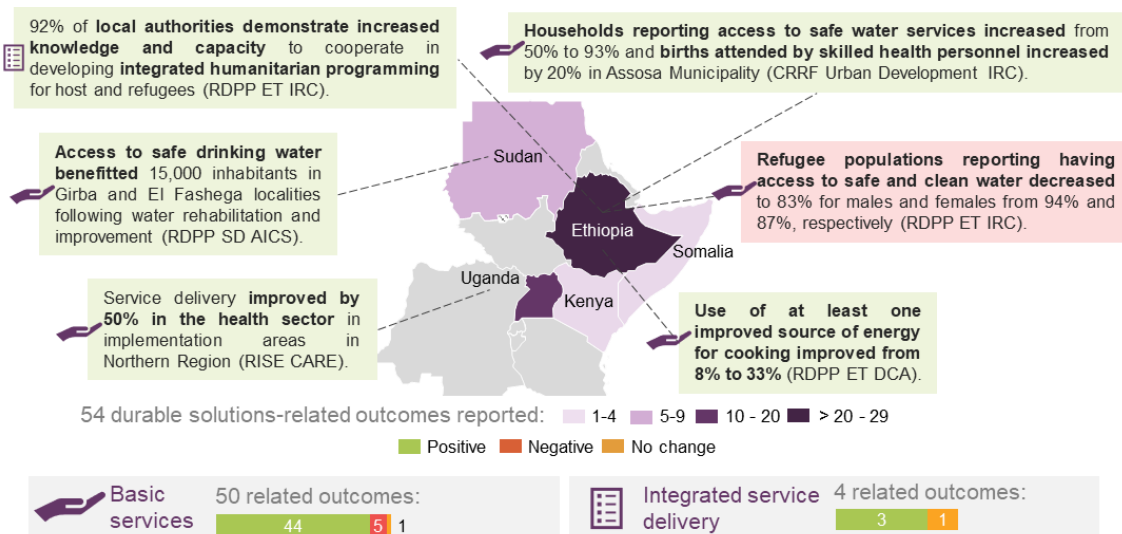 92% of local authorities demonstrate increased
knowledge and capacity to cooperate in
developing integrated humanitarian programming
for host and refugees (RDPP ET IRC).
Households reporting access to safe water services increased from
50% to 93% and births attended by skilled health personnel increased
by 20% in Assosa Municipality (CRRF Urban Development IRC).
Access to safe drinking water
benefitted 15,000 inhabitants in
Girba and El Fashega localities
following water rehabilitation and
improvement (RDPP SD AICS).
Refugee populations reporting having
access to safe and clean water decreased
to 83% for males and females from 94% and
87%, respectively (RDPP ET IRC).
Sudan
Ethiopia
Somalia
Uganda
Kenya
Service delivery improved by
50% in the health sector in
implementation areas in
Northern Region (RISE CARE).
Use of at least one
improved source of energy
for cooking improved from
8% to 33% (RDPP ET DCA).
54 durable solutions-related outcomes reported: 1-4 5-9 10 - 20 > 20 - 29
Positive Negative No change
Basic
services
50 related outcomes:
44 5 1
Integrated service
delivery
4 related outcomes:
3 1